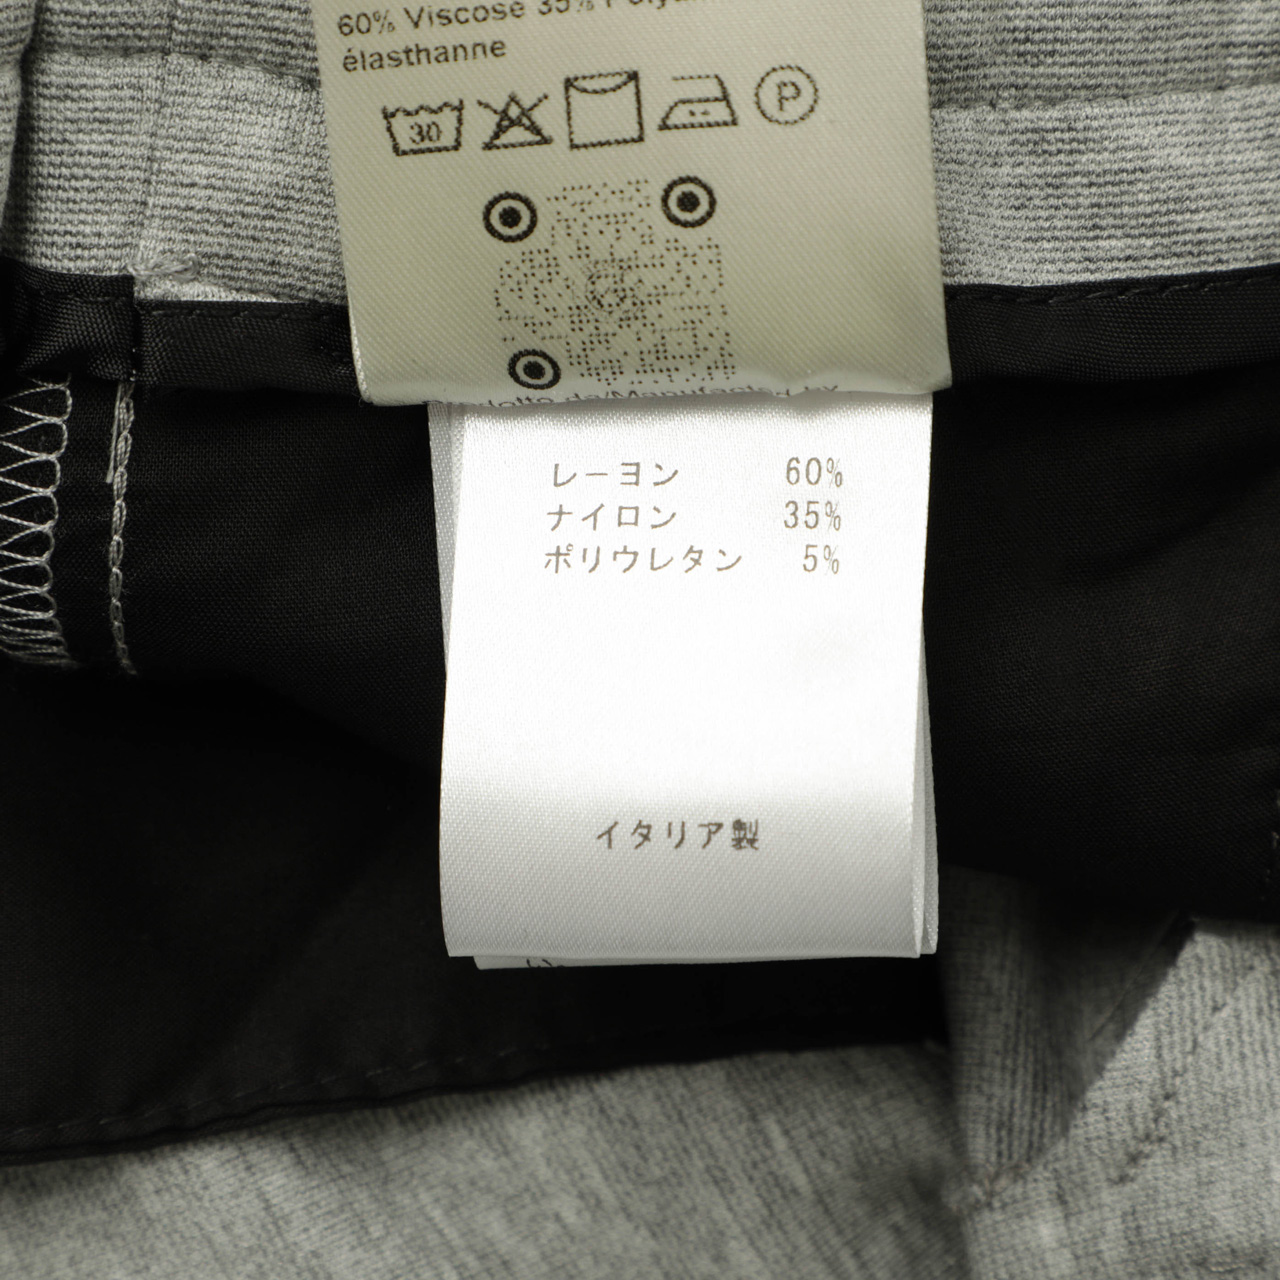 60% Viscose 35%
élasthanne
30
P
レーヨン 60%
ナイロン 35%
ポリウレタン 5%
イタリア製